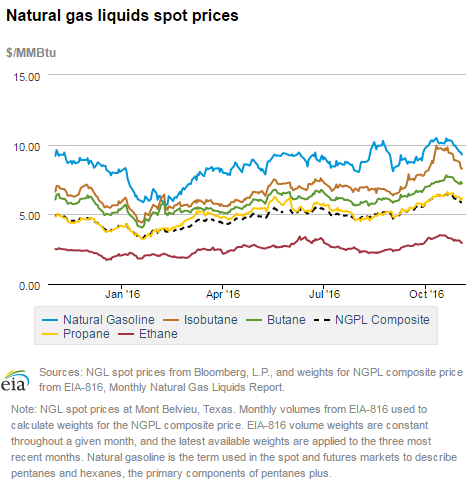 Natural gas liquids spot prices
$/MMBtu
15.00
10.00
5.00
0.00
Jan '16 Apr '16 Jul '16 Oct '16
Natural Gasoline Isobutane Butane NGPL Composite
Propane Ethane
eia
Sources: NGL spot prices from Bloomberg, L.P., and weights for NGPL composite price
from EIA-816, Monthly Natural Gas Liquids Report.
Note: NGL spot prices at Mont Belvieu, Texas. Monthly volumes from EIA-816 used to
calculate weights for the NGPL composite price. EIA-816 volume weights are constant
throughout a given month, and the latest available weights are applied to the three most
recent months. Natural gasoline is the term used in the spot and futures markets to describe
pentanes and hexanes, the primary components of pentanes plus.